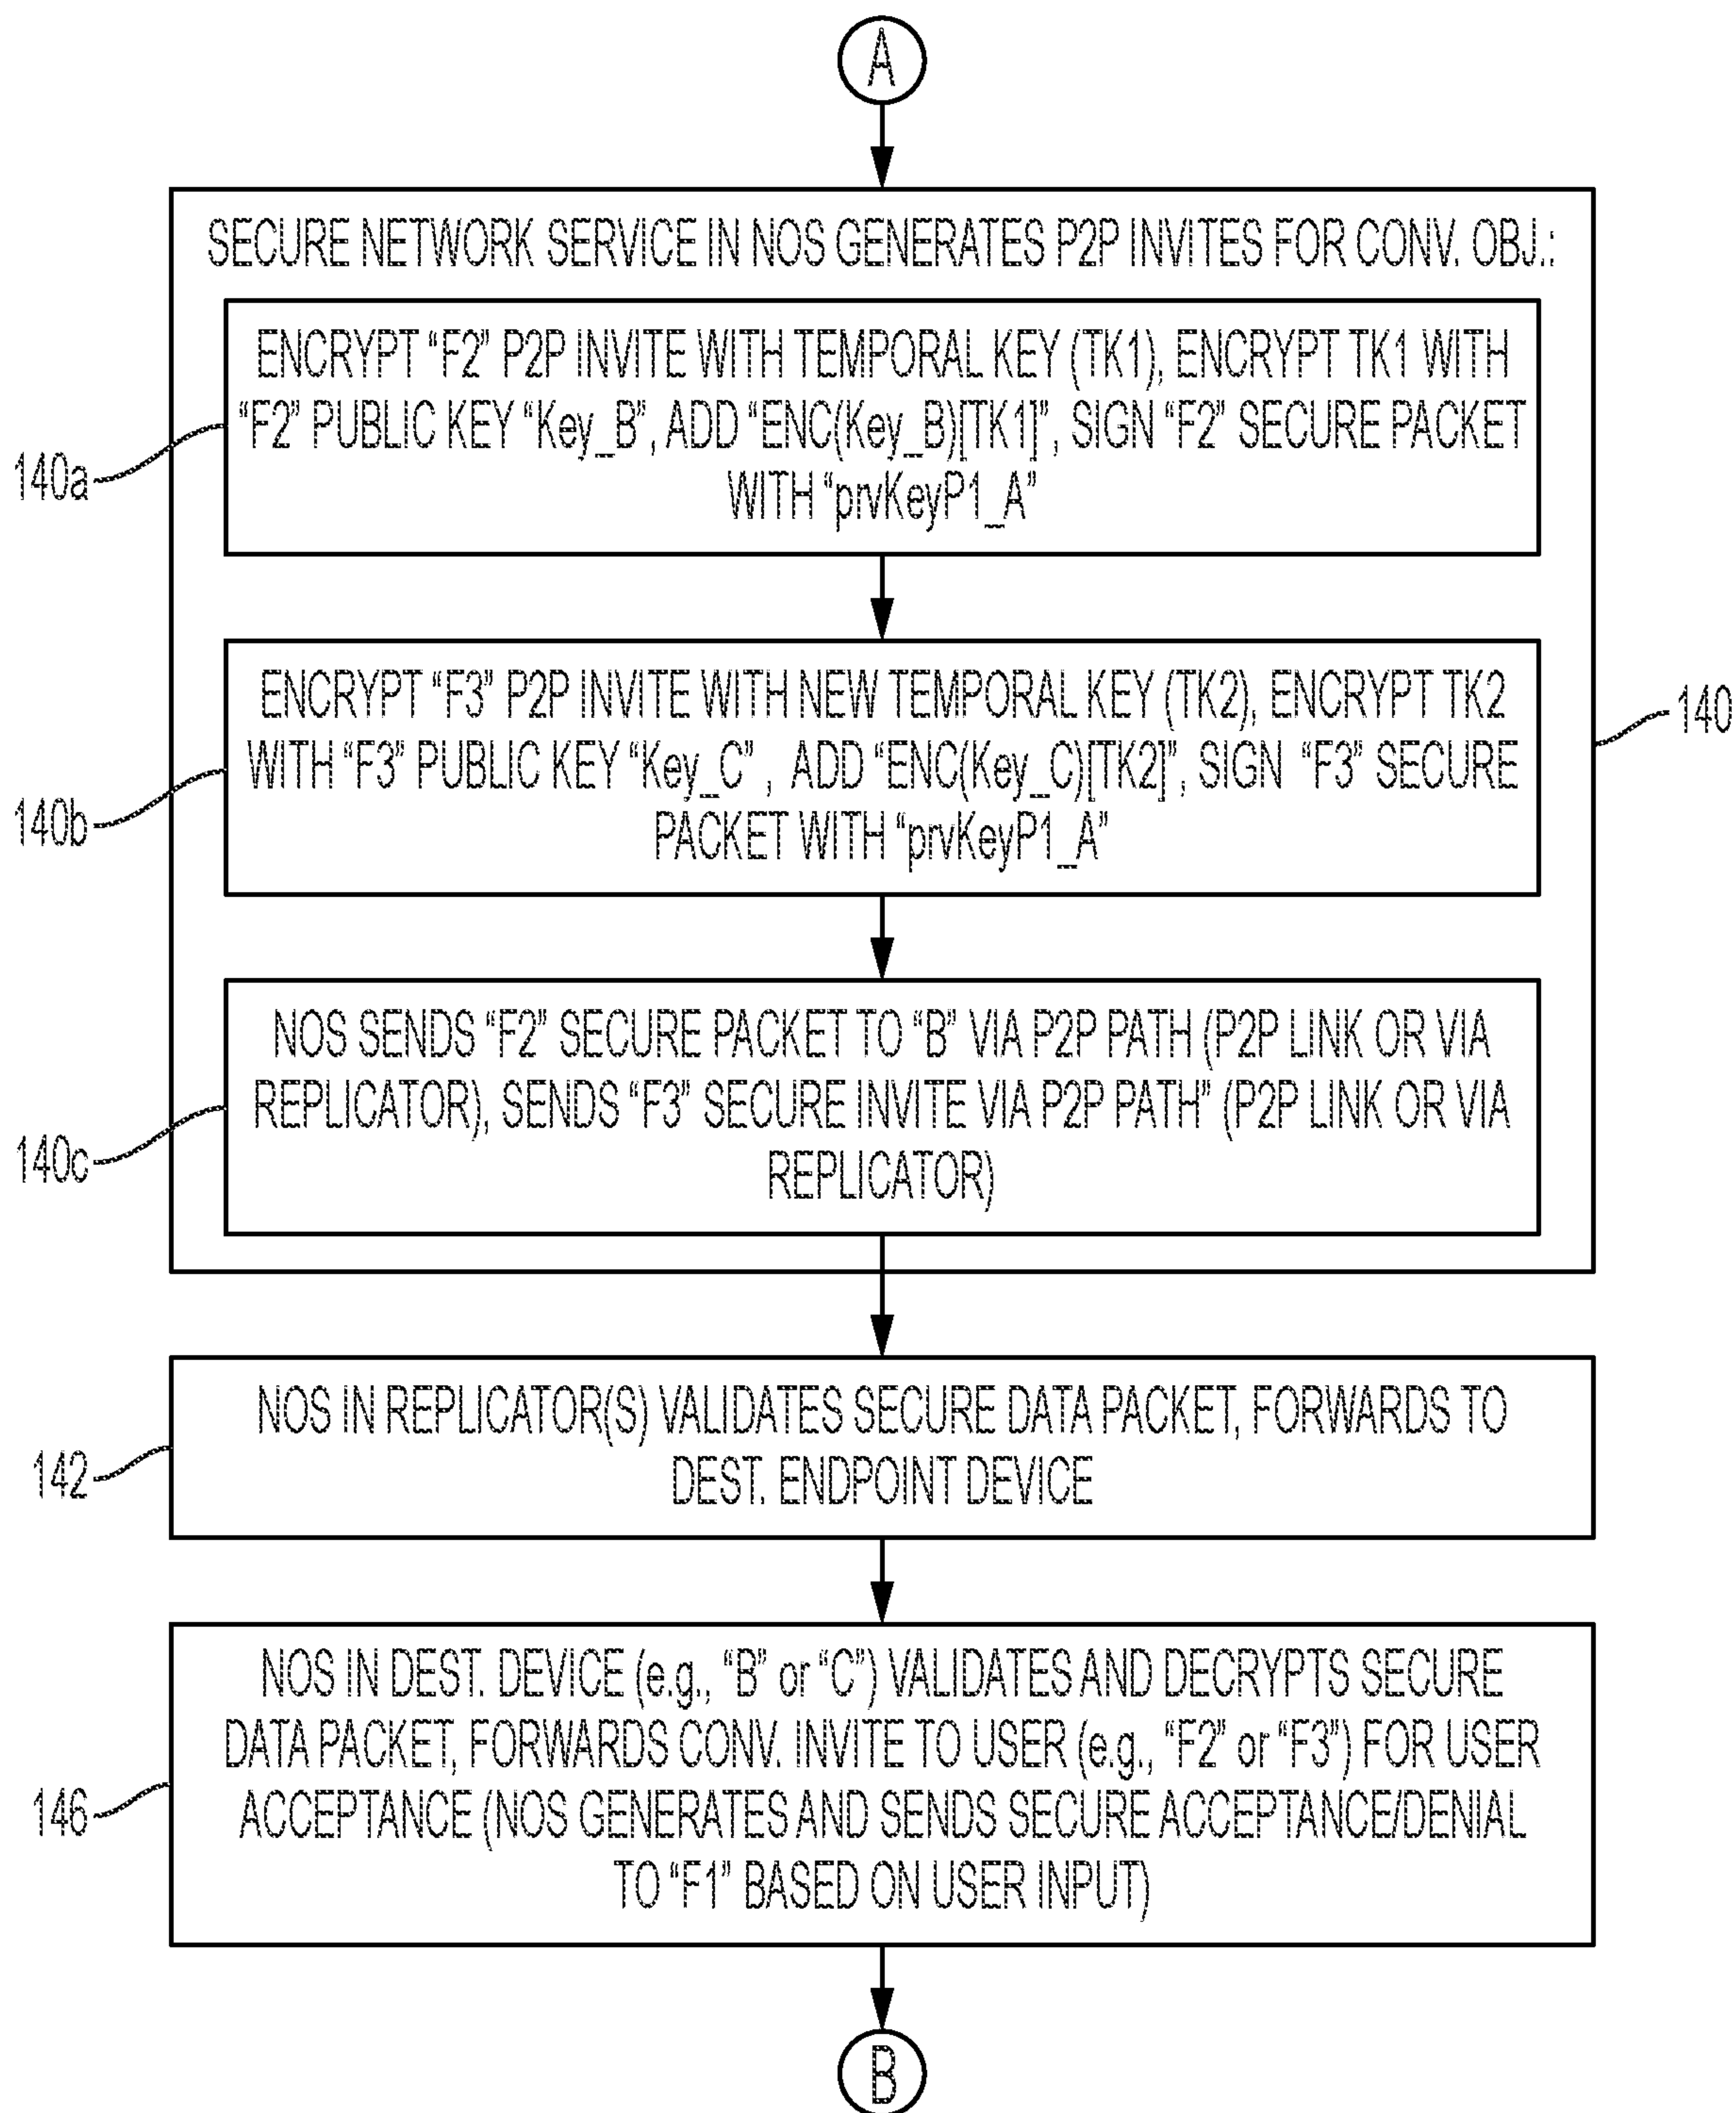 A
SECURE NETWORK SERVICE IN NOS GENERATES P2P INVITES FOR CONV. OBJ.:
ENCRYPT “F2” P2P INVITE WITH TEMPORAL KEY (TK1), ENCRYPT TK1 WITH
“F2” PUBLIC KEY “Key_B”, ADD “ENC(Key_B)[TK1]”, SIGN “F2” SECURE PACKET
WITH “prvKeyP1_A”
140a
ENCRYPT “F3” P2P INVITE WITH NEW TEMPORAL KEY (TK2), ENCRYPT TK2
WITH “F3” PUBLIC KEY “Key_C” , ADD “ENC(Key_C)[TK2]”, SIGN “F3” SECURE
PACKET WITH “prvKeyP1_A”
140b
140
NOS SENDS “F2” SECURE PACKET TO “B” VIA P2P PATH (P2P LINK OR VIA
REPLICATOR), SENDS “F3” SECURE INVITE VIA P2P PATH” (P2P LINK OR VIA
REPLICATOR)
140c
NOS IN REPLICATOR(S) VALIDATES SECURE DATA PACKET, FORWARDS TO
DEST. ENDPOINT DEVICE
142
NOS IN DEST. DEVICE (e.g., “B” or “C”) VALIDATES AND DECRYPTS SECURE
DATA PACKET, FORWARDS CONV. INVITE TO USER (e.g., “F2” or “F3”) FOR USER
ACCEPTANCE (NOS GENERATES AND SENDS SECURE ACCEPTANCE/DENIAL
TO “F1” BASED ON USER INPUT)
146
B